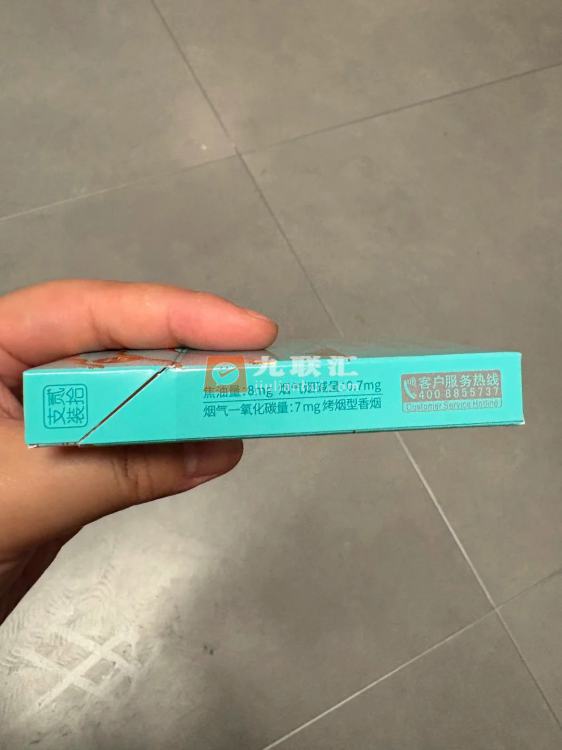 贰拾
支装
焦油量:8mg 烟气烟碱量:0.7mg
烟气一氧化碳量:7mg 烤烟型香烟
客户服务热线
400 8855737
Customer Service Hotline
九联汇